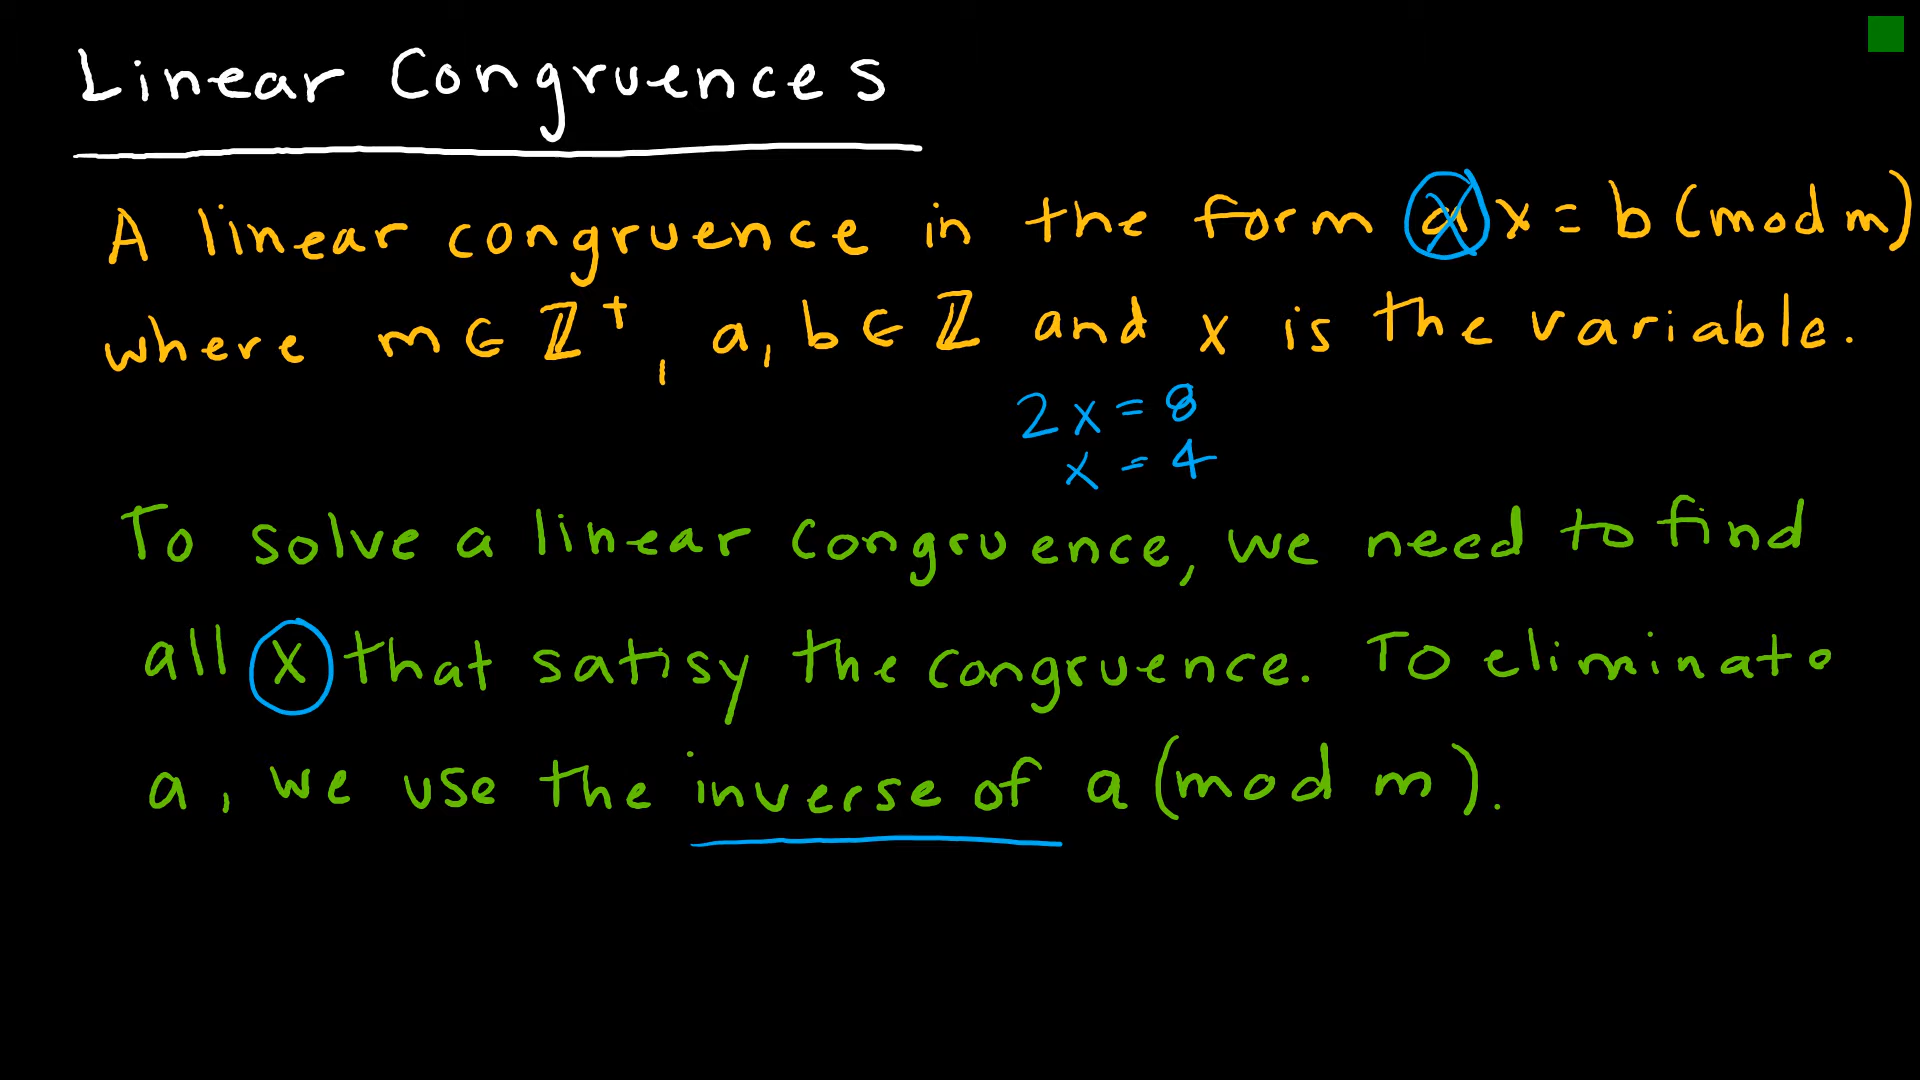 Linear Congruences
A linear congruence in the form ax = b (mod m)
where m ∈ ℤ⁺, a, b ∈ ℤ and x is the variable.
2x = 8
x = 4
To solve a linear congruence, we need to find
all x that satisy the congruence. To eliminate
a, we use the inverse of a (mod m).